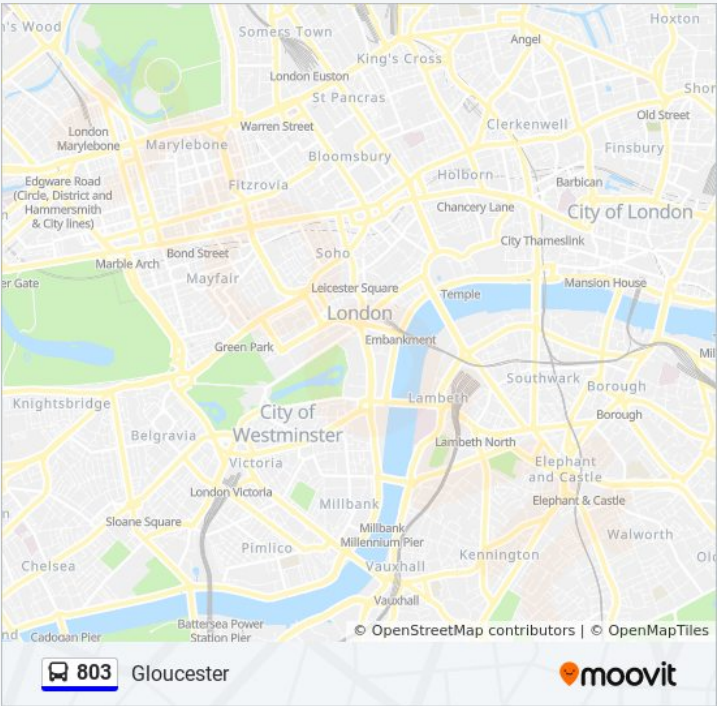 n's Wood
Somers Town
Hoxton
Angel
King's Cross
London Euston
St Pancras
Shor
Old Street
London
Marylebone
Marylebone
Warren Street
Clerkenwell
Finsbury
Bloomsbury
Holborn
Barbican
Edgware Road
(Circle, District and
Hammersmith
& City lines)
Fitzrovia
n
Chancery Lane
City of London
City Thameslink
Soho
Bond Street
Marble Arch
Mayfair
er Gate
Mansion House
Leicester Square
Temple
London
Embankment
Green Park
Mil
Southwark
Borough
Knightsbridge
Lambeth
City of
Westminster
Borough
Belgravia
Lambeth North
Victoria
Elephant
and Castle
London Victoria
Elephant & Castle
Millbank
n
Sloane Square
Millbank
Millennium Pier
Walworth
Pimlico
Kennington
Chelsea
Vauxhall
Vauxhall
Battersea Power
Station Pier
nd
Cadogan Pier
© OpenStreetMap contributors | © OpenMapTiles
803 Gloucester
moovit